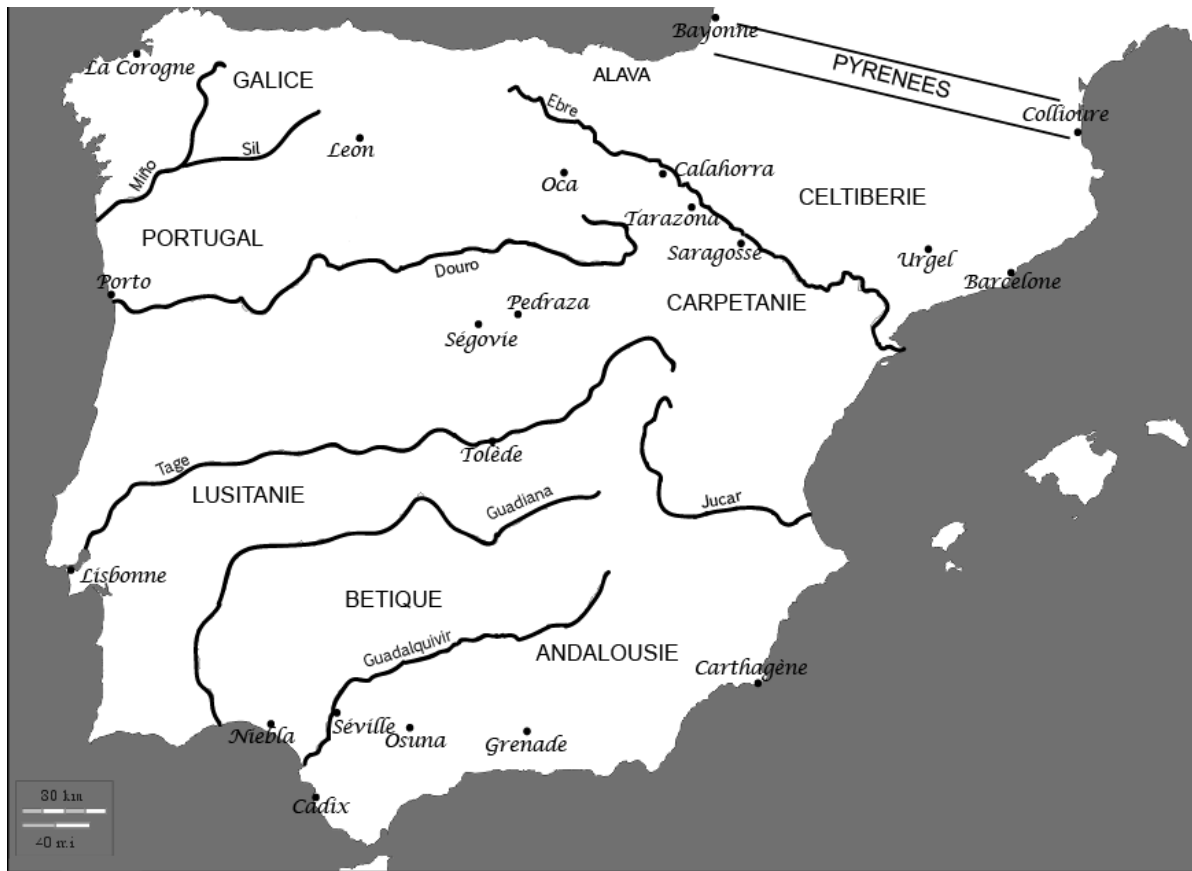 Bayonne
La Corogne
PYRENEES
GALICE
ALAVA
Ebre
Collioure
Sil
Leon
Miño
Calahorra
Oca
CELTIBERIE
Tarazona
PORTUGAL
Saragosse
Urgel
Douro
Porto
Barcelone
Pedraza
CARPETANIE
Ségovie
Tolède
Tage
LUSITANIE
Guadiana
Jucar
Lisbonne
BETIQUE
Guadalquivir
ANDALOUSIE
Carthagène
Séville
Niebla
Osuna
Grenade
Cadix
80 km
40 mi